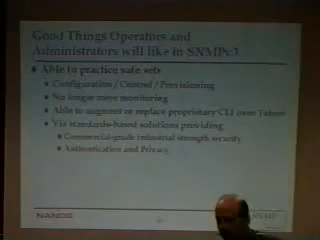 Good Things Operators and
Administrators will like in SNMPv3
Able to practice safe sets
Configuration / Control / Provisioning
No longer mere monitoring
Able to augment or replace proprietary CLI over Telnet
Via standards-based solutions providing
Commercial-grade industrial strength security
Authentication and Privacy
NANOG
SNMP